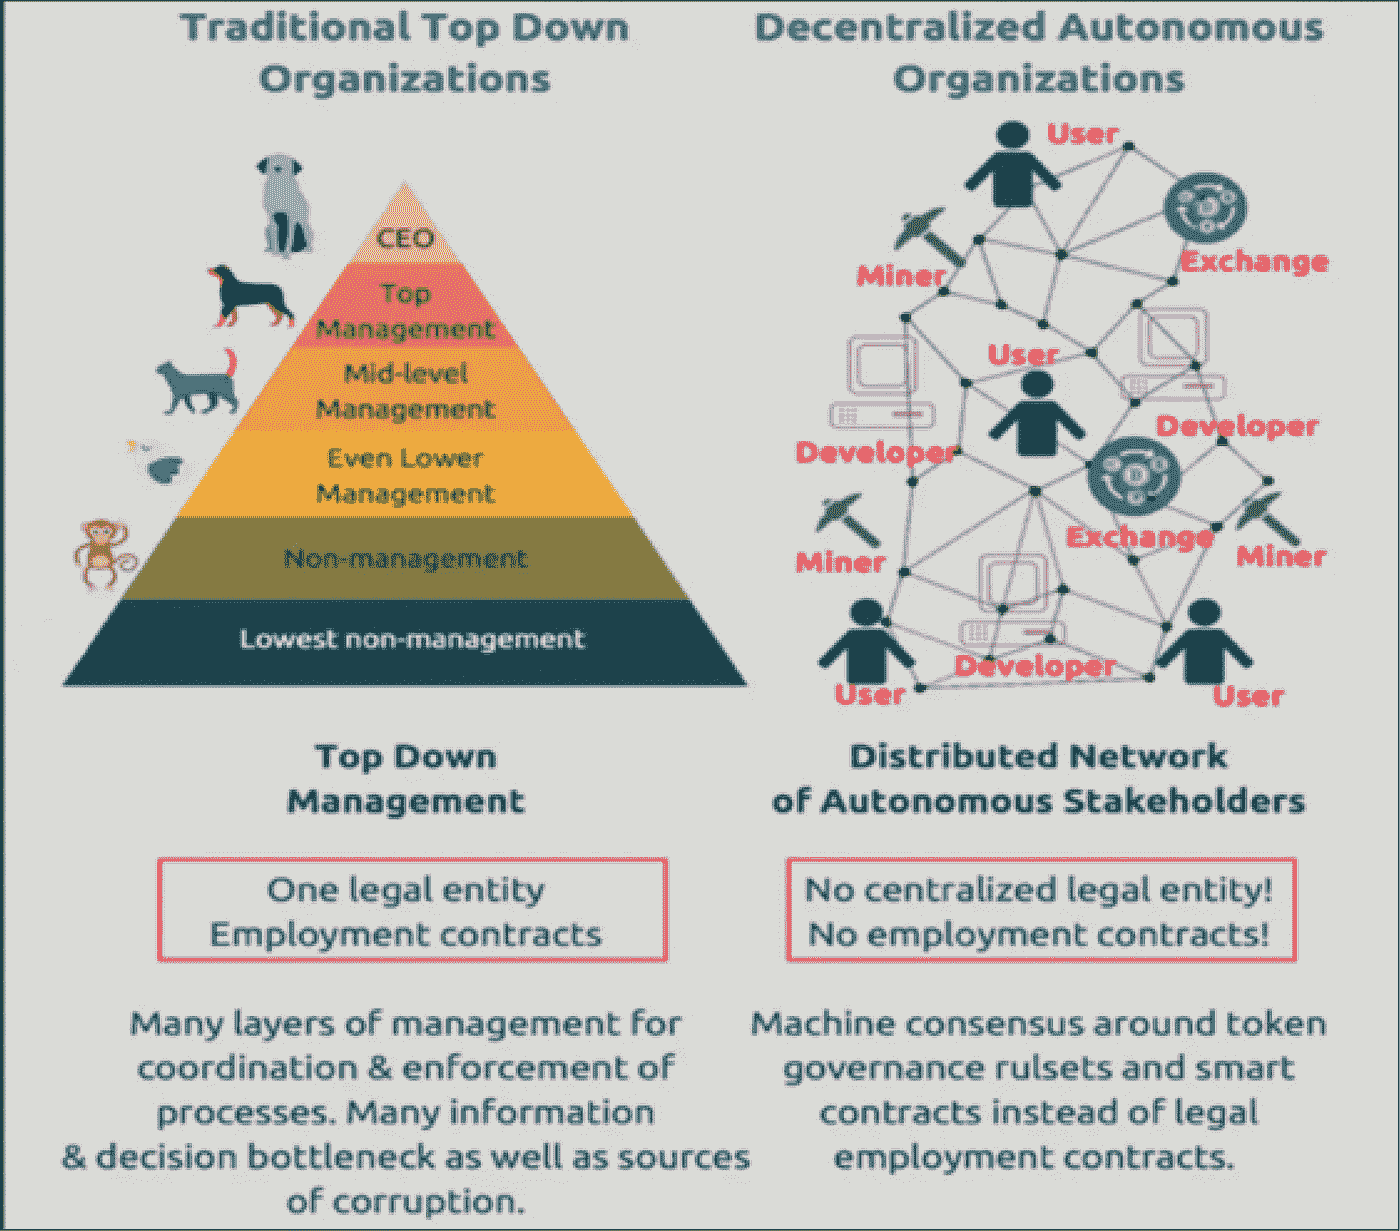 Traditional Top Down
Organizations
CEO
Top
Management
Mid-level
Management
Even Lower
Management
Non-management
Lowest non-management
Top Down
Management
One legal entity
Employment contracts
Many layers of management for
coordination & enforcement of
processes. Many information
& decision bottleneck as well as sources
of corruption.
Decentralized Autonomous
Organizations
User
Exchange
Miner
User
Developer
Developer
Exchange
Miner
Miner
Developer
User
User
Distributed Network
of Autonomous Stakeholders
No centralized legal entity!
No employment contracts!
Machine consensus around token
governance rulsets and smart
contracts instead of legal
employment contracts.